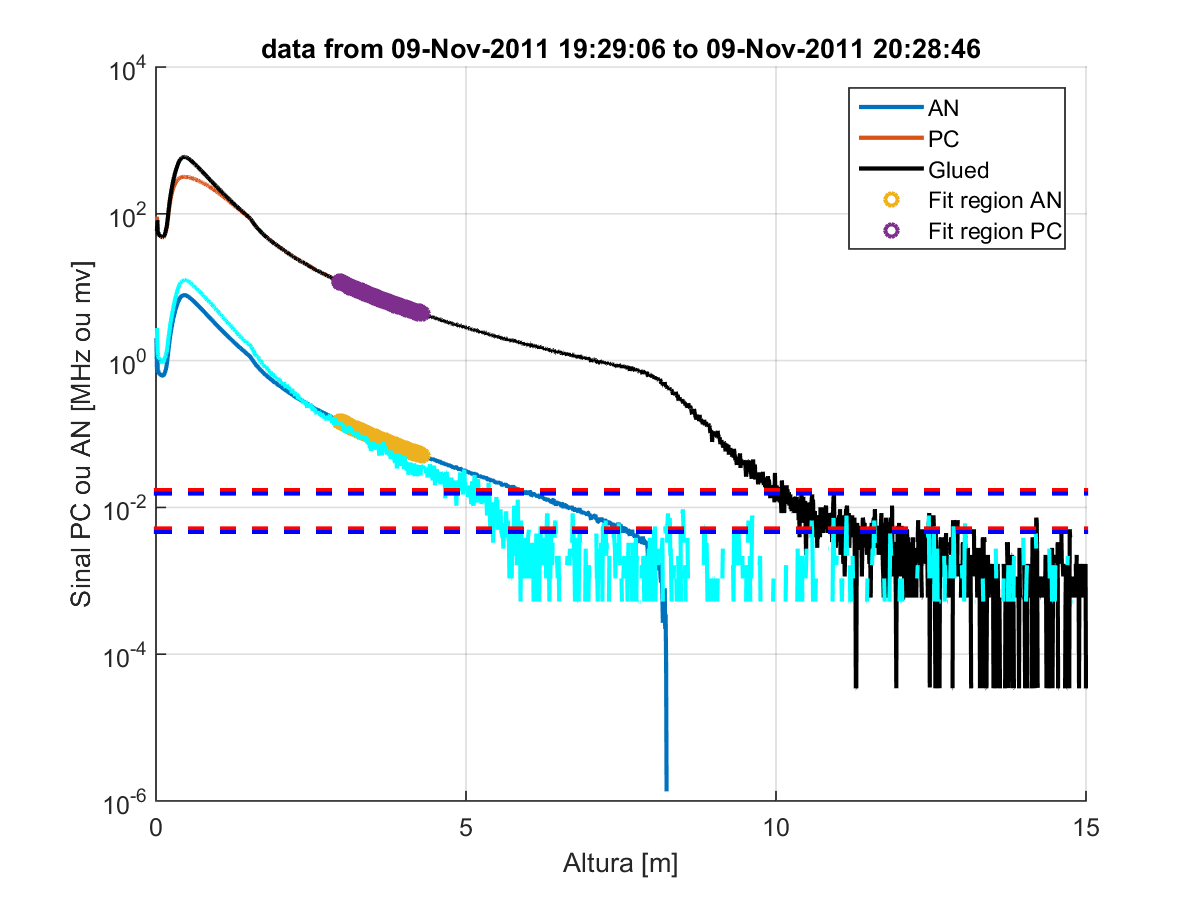 data from 09-Nov-2011 19:29:06 to 09-Nov-2011 20:28:46
10^4
10^2
10^0
10^-2
10^-4
10^-6
Sinal PC ou AN [MHz ou mv]
AN
PC
Glued
Fit region AN
Fit region PC
0 5 10 15
Altura [m]